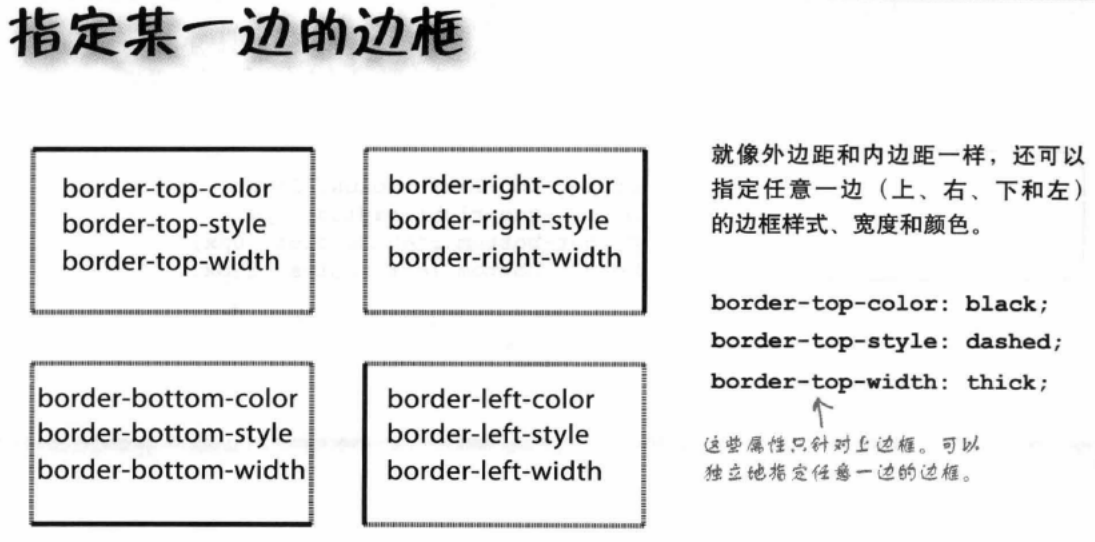 指定某一边的边框
border-top-color
border-top-style
border-top-width
border-right-color
border-right-style
border-right-width
border-bottom-color
border-bottom-style
border-bottom-width
border-left-color
border-left-style
border-left-width
就像外边距和内边距一样，还可以
指定任意一边（上、右、下和左）
的边框样式、宽度和颜色。
border-top-color: black;
border-top-style: dashed;
border-top-width: thick;
这些属性只针对上边框。可以
独立地指定任意一边的边框。